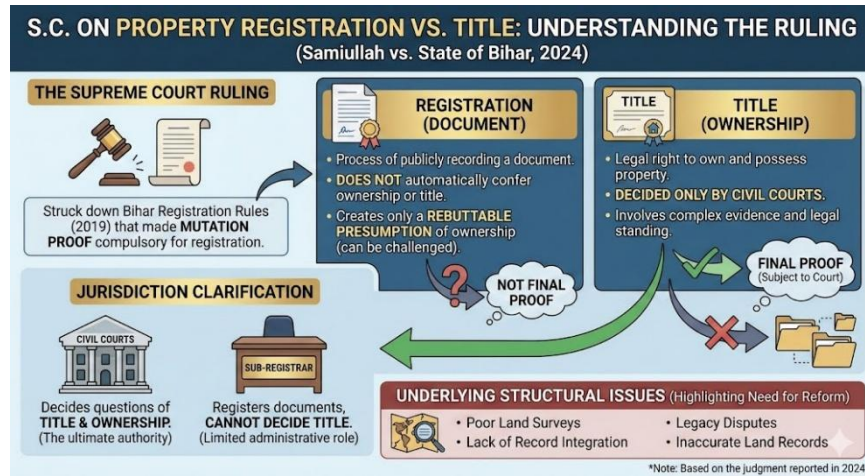 S.C. ON PROPERTY REGISTRATION VS. TITLE: UNDERSTANDING THE RULING
(Samiullah vs. State of Bihar, 2024)
THE SUPREME COURT RULING
Struck down Bihar Registration Rules
(2019) that made MUTATION
PROOF compulsory for registration.
REGISTRATION
(DOCUMENT)
• Process of publicly recording a document.
• DOES NOT automatically confer
ownership or title.
• Creates only a REBUTTABLE
PRESUMPTION of ownership
(can be challenged).
?
NOT FINAL
PROOF
TITLE
TITLE
(OWNERSHIP)
• Legal right to own and possess
property.
• DECIDED ONLY BY CIVIL COURTS.
• Involves complex evidence and legal
standing.
FINAL PROOF
(Subject to Court)
JURISDICTION CLARIFICATION
CIVIL COURTS
Decides questions of
TITLE & OWNERSHIP.
(The ultimate authority)
SUB-REGISTRAR
Registers documents,
CANNOT DECIDE TITLE.
(Limited administrative role)
UNDERLYING STRUCTURAL ISSUES (Highlighting Need for Reform)
• Poor Land Surveys
• Lack of Record Integration
• Legacy Disputes
• Inaccurate Land Records
*Note: Based on the judgment reported in 2024